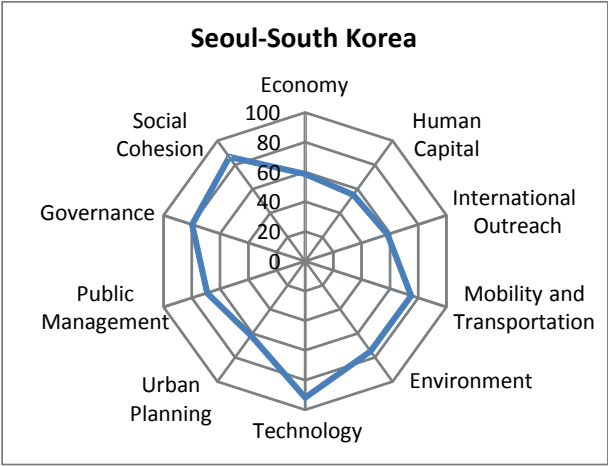 Seoul-South Korea
Economy
Human
Capital
International
Outreach
Mobility and
Transportation
Environment
Technology
Urban
Planning
Public
Management
Governance
Social
Cohesion
100
80
60
40
20
0